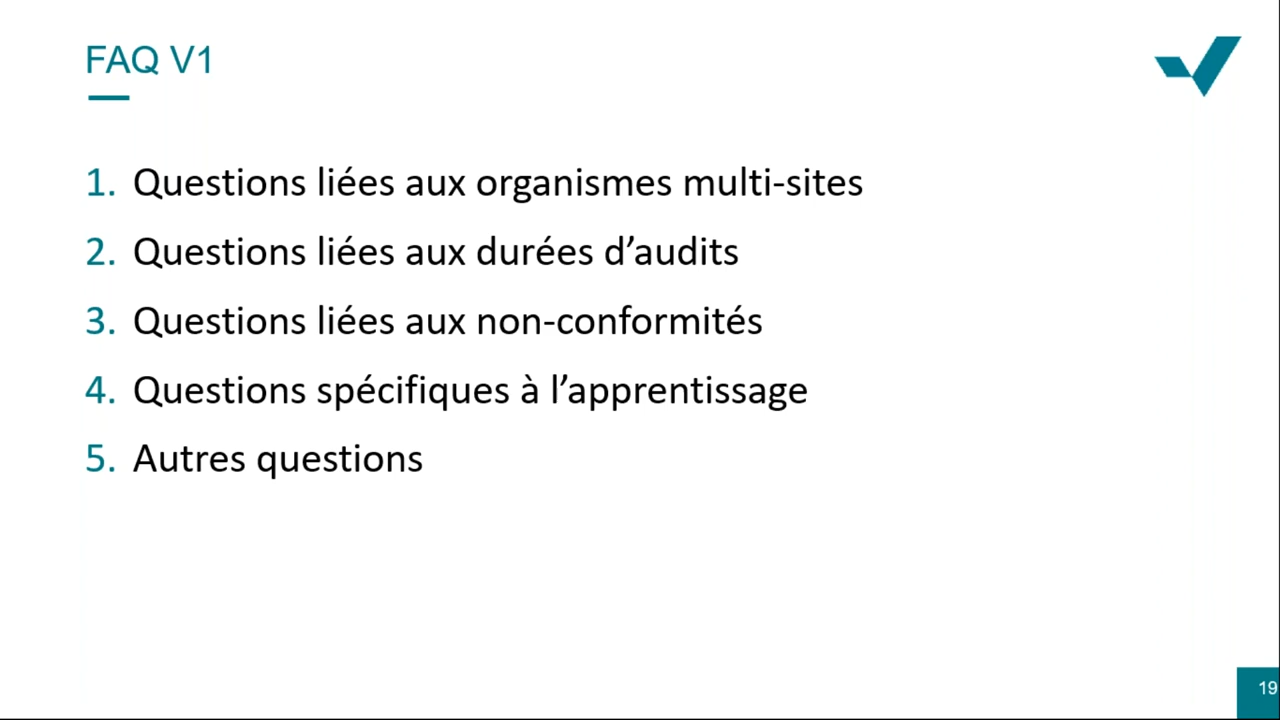 FAQ V1
1. Questions liées aux organismes multi-sites
2. Questions liées aux durées d’audits
3. Questions liées aux non-conformités
4. Questions spécifiques à l’apprentissage
5. Autres questions
19